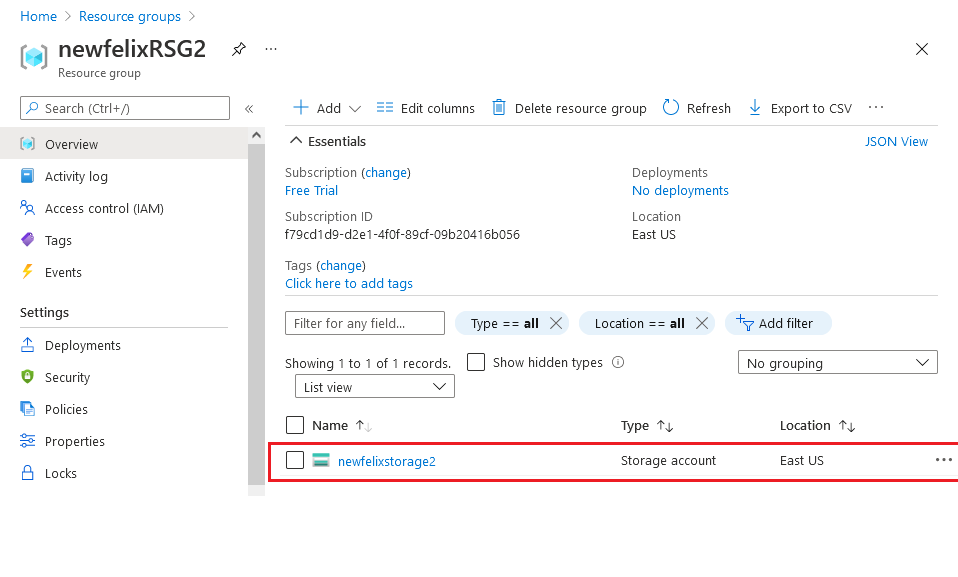 Home > Resource groups >
newfelixRSG2
...
Resource group
Search (Ctrl+/)
«
Overview
Activity log
Access control (IAM)
Tags
Events
Settings
Deployments
Security
Policies
Properties
Locks
Add
Edit columns
Delete resource group
Refresh
Export to CSV
...
Essentials
JSON View
Subscription (change)
Free Trial
Subscription ID
f79cd1d9-d2e1-4f0f-89cf-09b20416b056
Deployments
No deployments
Location
East US
Tags (change)
Click here to add tags
Filter for any field...
Type == all
Location == all
Add filter
Showing 1 to 1 of 1 records.
Show hidden types
No grouping
List view
Name Type Location
newfelixstorage2 Storage account East US ...